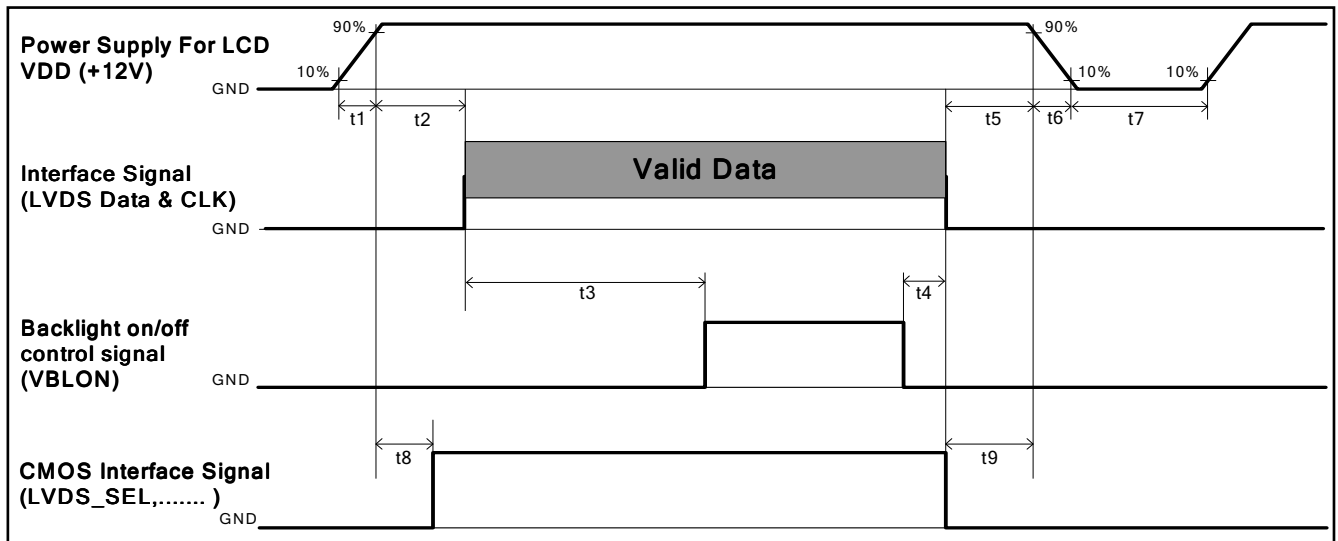 90%
90%
Power Supply For LCD
VDD (+12V)
10%
10%
10%
GND
t1
t2
t5
t6
t7
Valid Data
Interface Signal
(LVDS Data & CLK)
GND
t3
t4
Backlight on/off
control signal
(VBLON)
GND
t8
t9
CMOS Interface Signal
(LVDS_SEL,....... )
GND